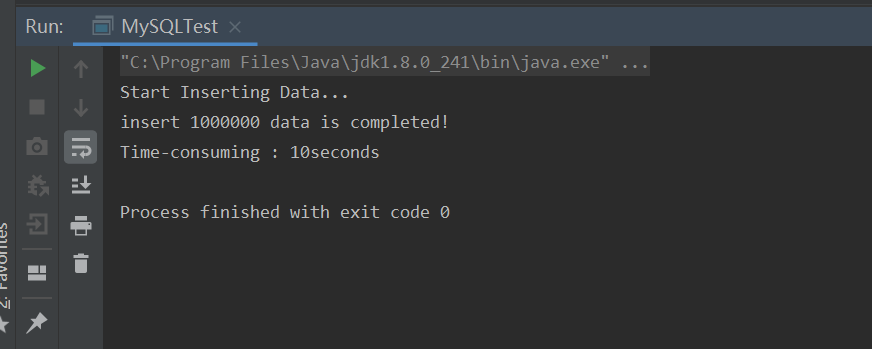 Run: MySQLTest
"C:\Program Files\Java\jdk1.8.0_241\bin\java.exe" ...
Start Inserting Data...
insert 1000000 data is completed!
Time-consuming : 10seconds
Process finished with exit code 0
2: Favorites